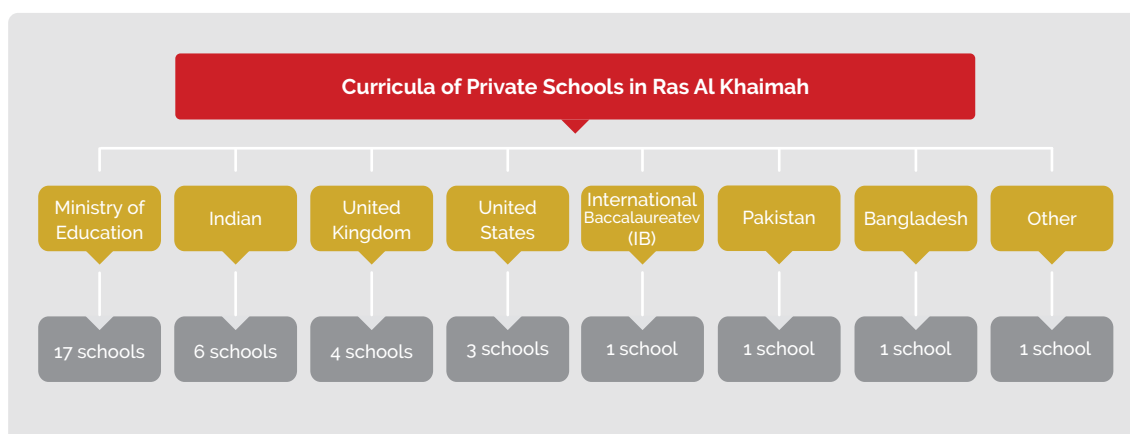 Curricula of Private Schools in Ras Al Khaimah
Ministry of
Education
Indian
United
Kingdom
United
States
International
Baccalaureatev
(IB)
Pakistan
Bangladesh
Other
17 schools
6 schools
4 schools
3 schools
1 school
1 school
1 school
1 school